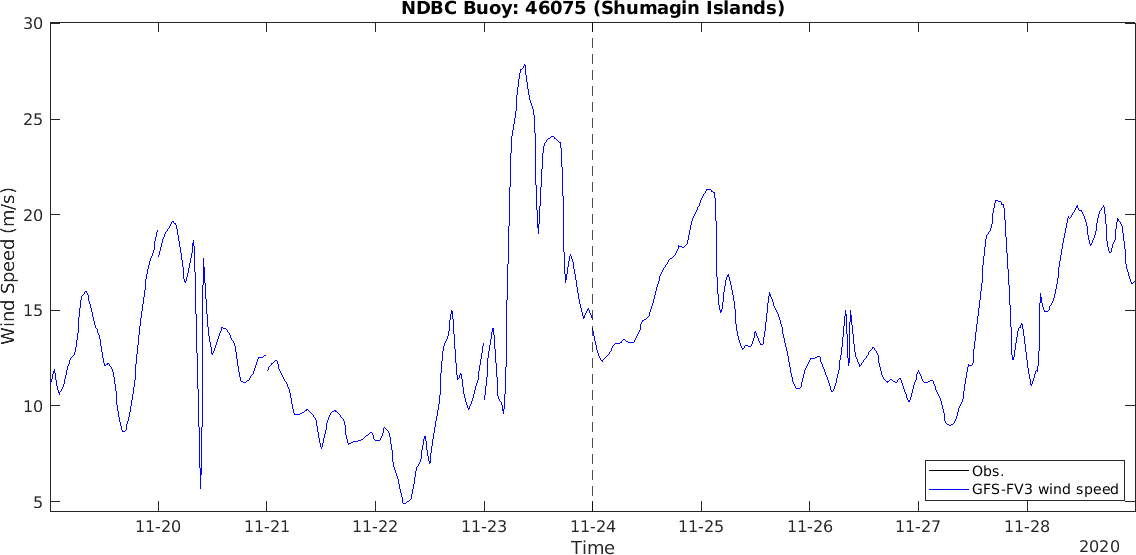 NDBC Buoy: 46075 (Shumagin Islands)
30
25
20
15
10
5
Wind Speed (m/s)
11-20 11-21 11-22 11-23 11-24 11-25 11-26 11-27 11-28
Time
2020
Obs.
GFS-FV3 wind speed